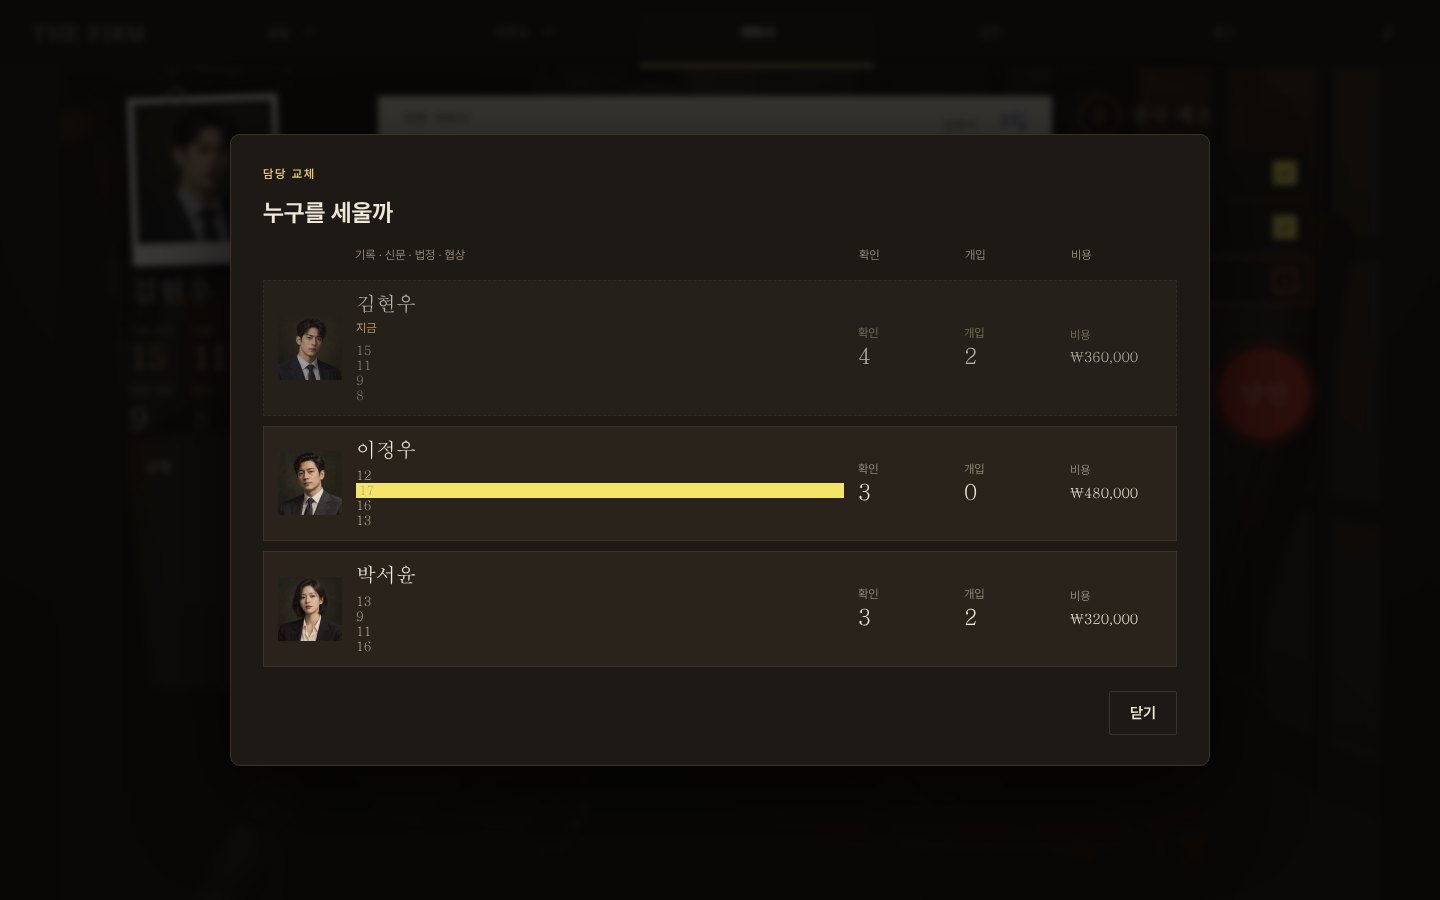 THE FIRM
담당 교체
누구를 세울까
기록 · 신문 · 법정 · 협상 확인 개입 비용
김현우
지금
15
11
9
8
확인 개입 비용
4 2 ₩360,000
이정우
12
17
16
13
확인 개입 비용
3 0 ₩480,000
박서윤
13
9
11
16
확인 개입 비용
3 2 ₩320,000
닫기